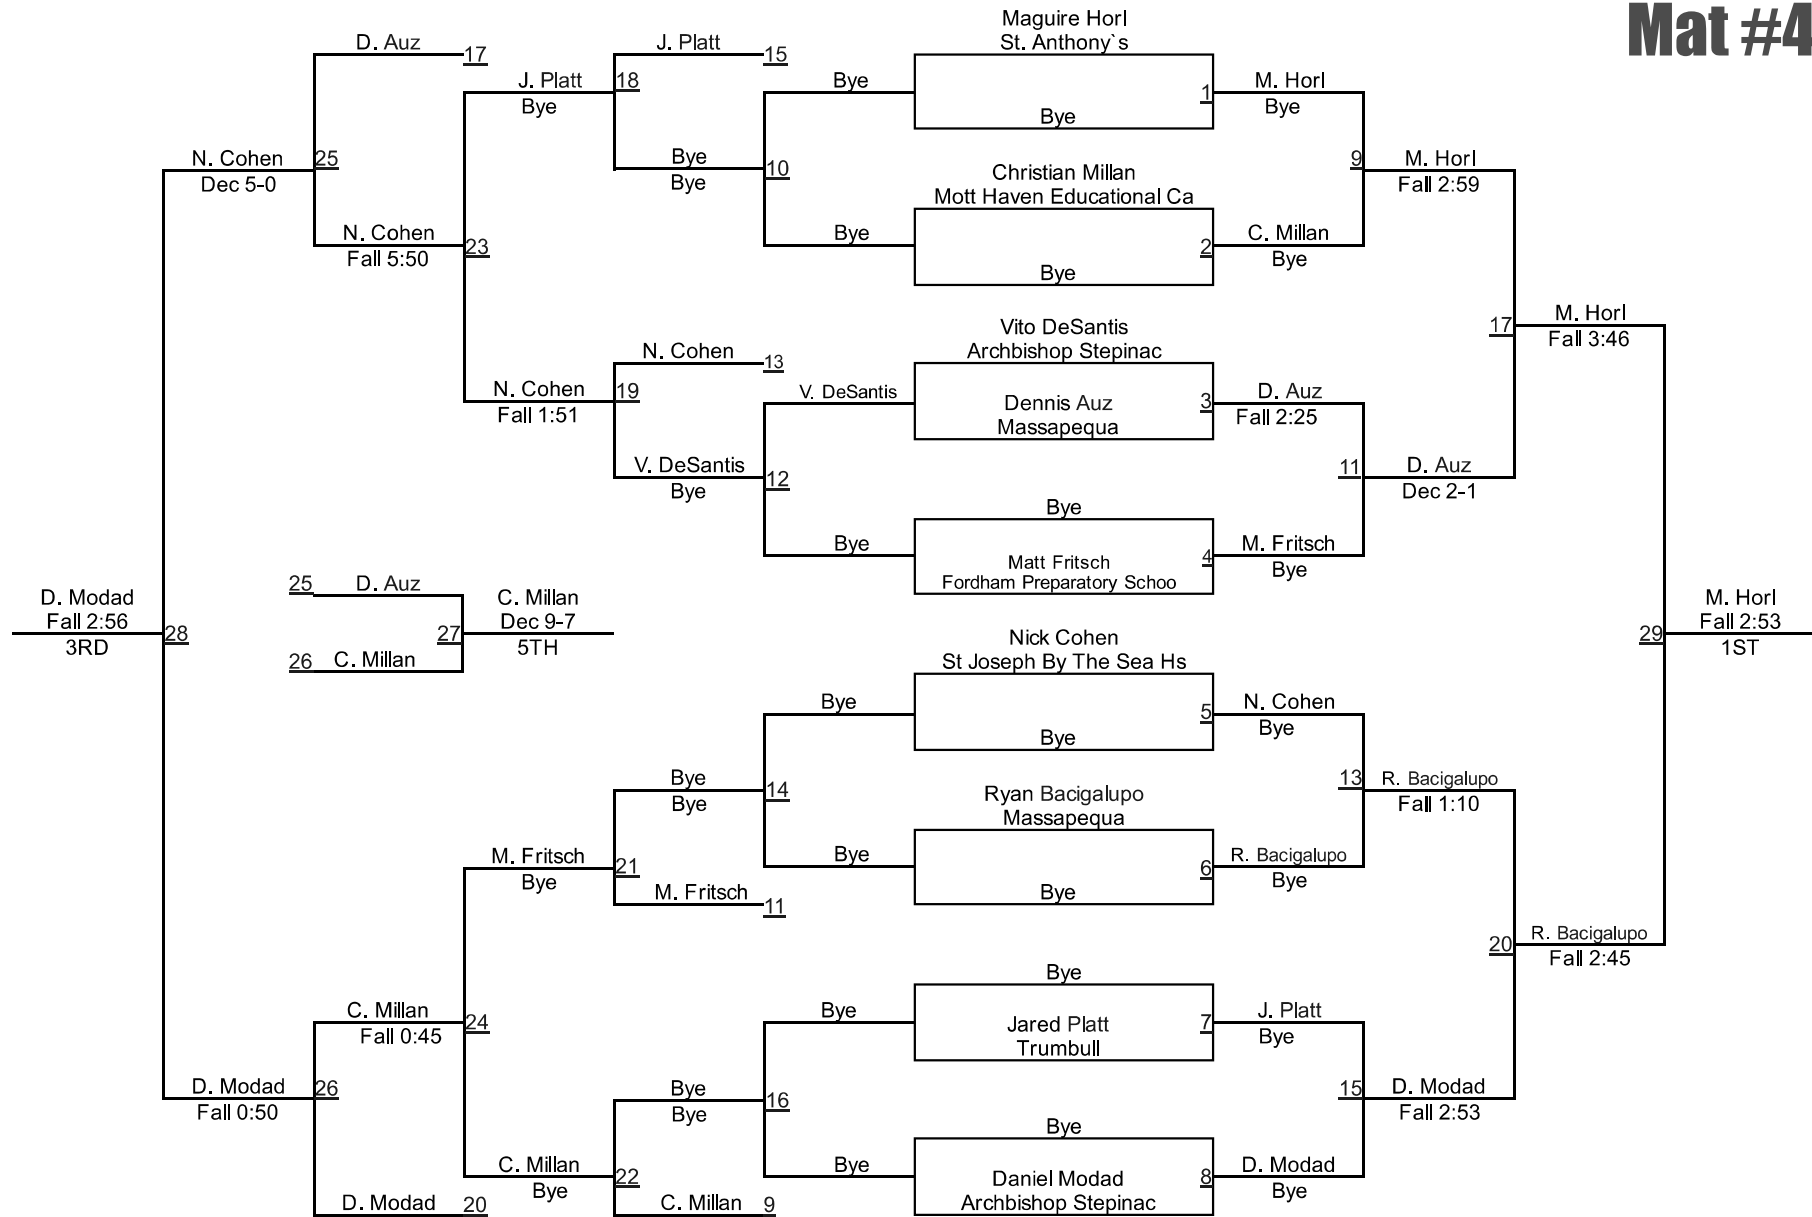 Mat #4
Maguire Horl
St. Anthony`s
D. Auz
17
J. Platt
15
J. Platt
Bye
18
Bye
1
M. Horl
Bye
Bye
N. Cohen
Dec 5-0
25
Bye
Bye
10
Christian Millan
Mott Haven Educational Ca
9
M. Horl
Fall 2:59
N. Cohen
Fall 5:50
23
Bye
2
C. Millan
Bye
Bye
Vito DeSantis
Archbishop Stepinac
17
M. Horl
Fall 3:46
N. Cohen
13
N. Cohen
Fall 1:51
19
V. DeSantis
Dennis Auz
Massapequa
3
D. Auz
Fall 2:25
V. DeSantis
Bye
12
11
D. Auz
Dec 2-1
Bye
Bye
Matt Fritsch
Fordham Preparatory Schoo
4
M. Fritsch
Bye
25
D. Auz
D. Modad
Fall 2:56
3RD
28
C. Millan
Dec 9-7
5TH
27
26
C. Millan
29
M. Horl
Fall 2:53
1ST
Nick Cohen
St Joseph By The Sea Hs
Bye
5
N. Cohen
Bye
Bye
Bye
Bye
14
Ryan Bacigalupo
Massapequa
13
R. Bacigalupo
Fall 1:10
M. Fritsch
Bye
21
Bye
6
R. Bacigalupo
Bye
Bye
M. Fritsch
11
20
R. Bacigalupo
Fall 2:45
Bye
C. Millan
Fall 0:45
24
Bye
Jared Platt
Trumbull
7
J. Platt
Bye
D. Modad
Fall 0:50
26
Bye
Bye
16
15
D. Modad
Fall 2:53
Bye
C. Millan
Bye
22
Bye
Daniel Modad
Archbishop Stepinac
8
D. Modad
Bye
D. Modad
20
C. Millan
9